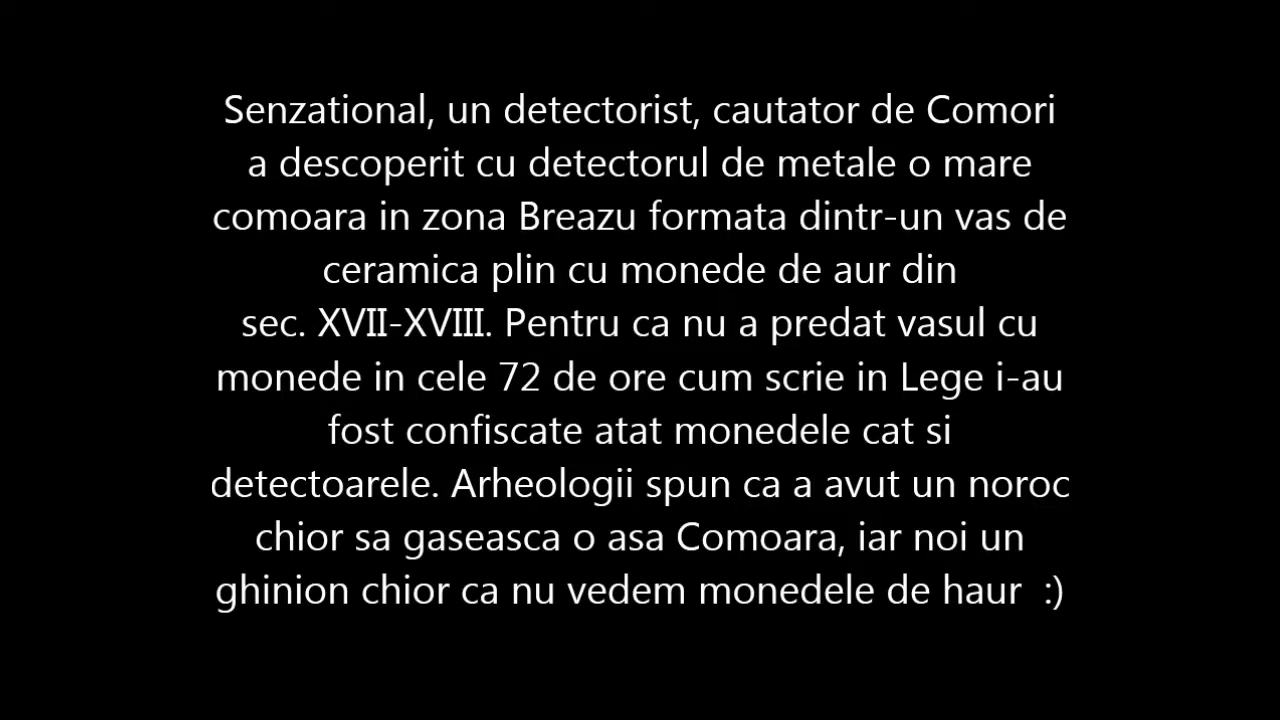 Senzational, un detectorist, cautator de Comori
a descoperit cu detectorul de metale o mare
comoara in zona Breazu formata dintr-un vas de
ceramica plin cu monede de aur din
sec. XVII-XVIII. Pentru ca nu a predat vasul cu
monede in cele 72 de ore cum scrie in Lege i-au
fost confiscate atat monedele cat si
detectoarele. Arheologii spun ca a avut un noroc
chior sa gaseasca o asa Comoara, iar noi un
ghinion chior ca nu vedem monedele de haur  :)